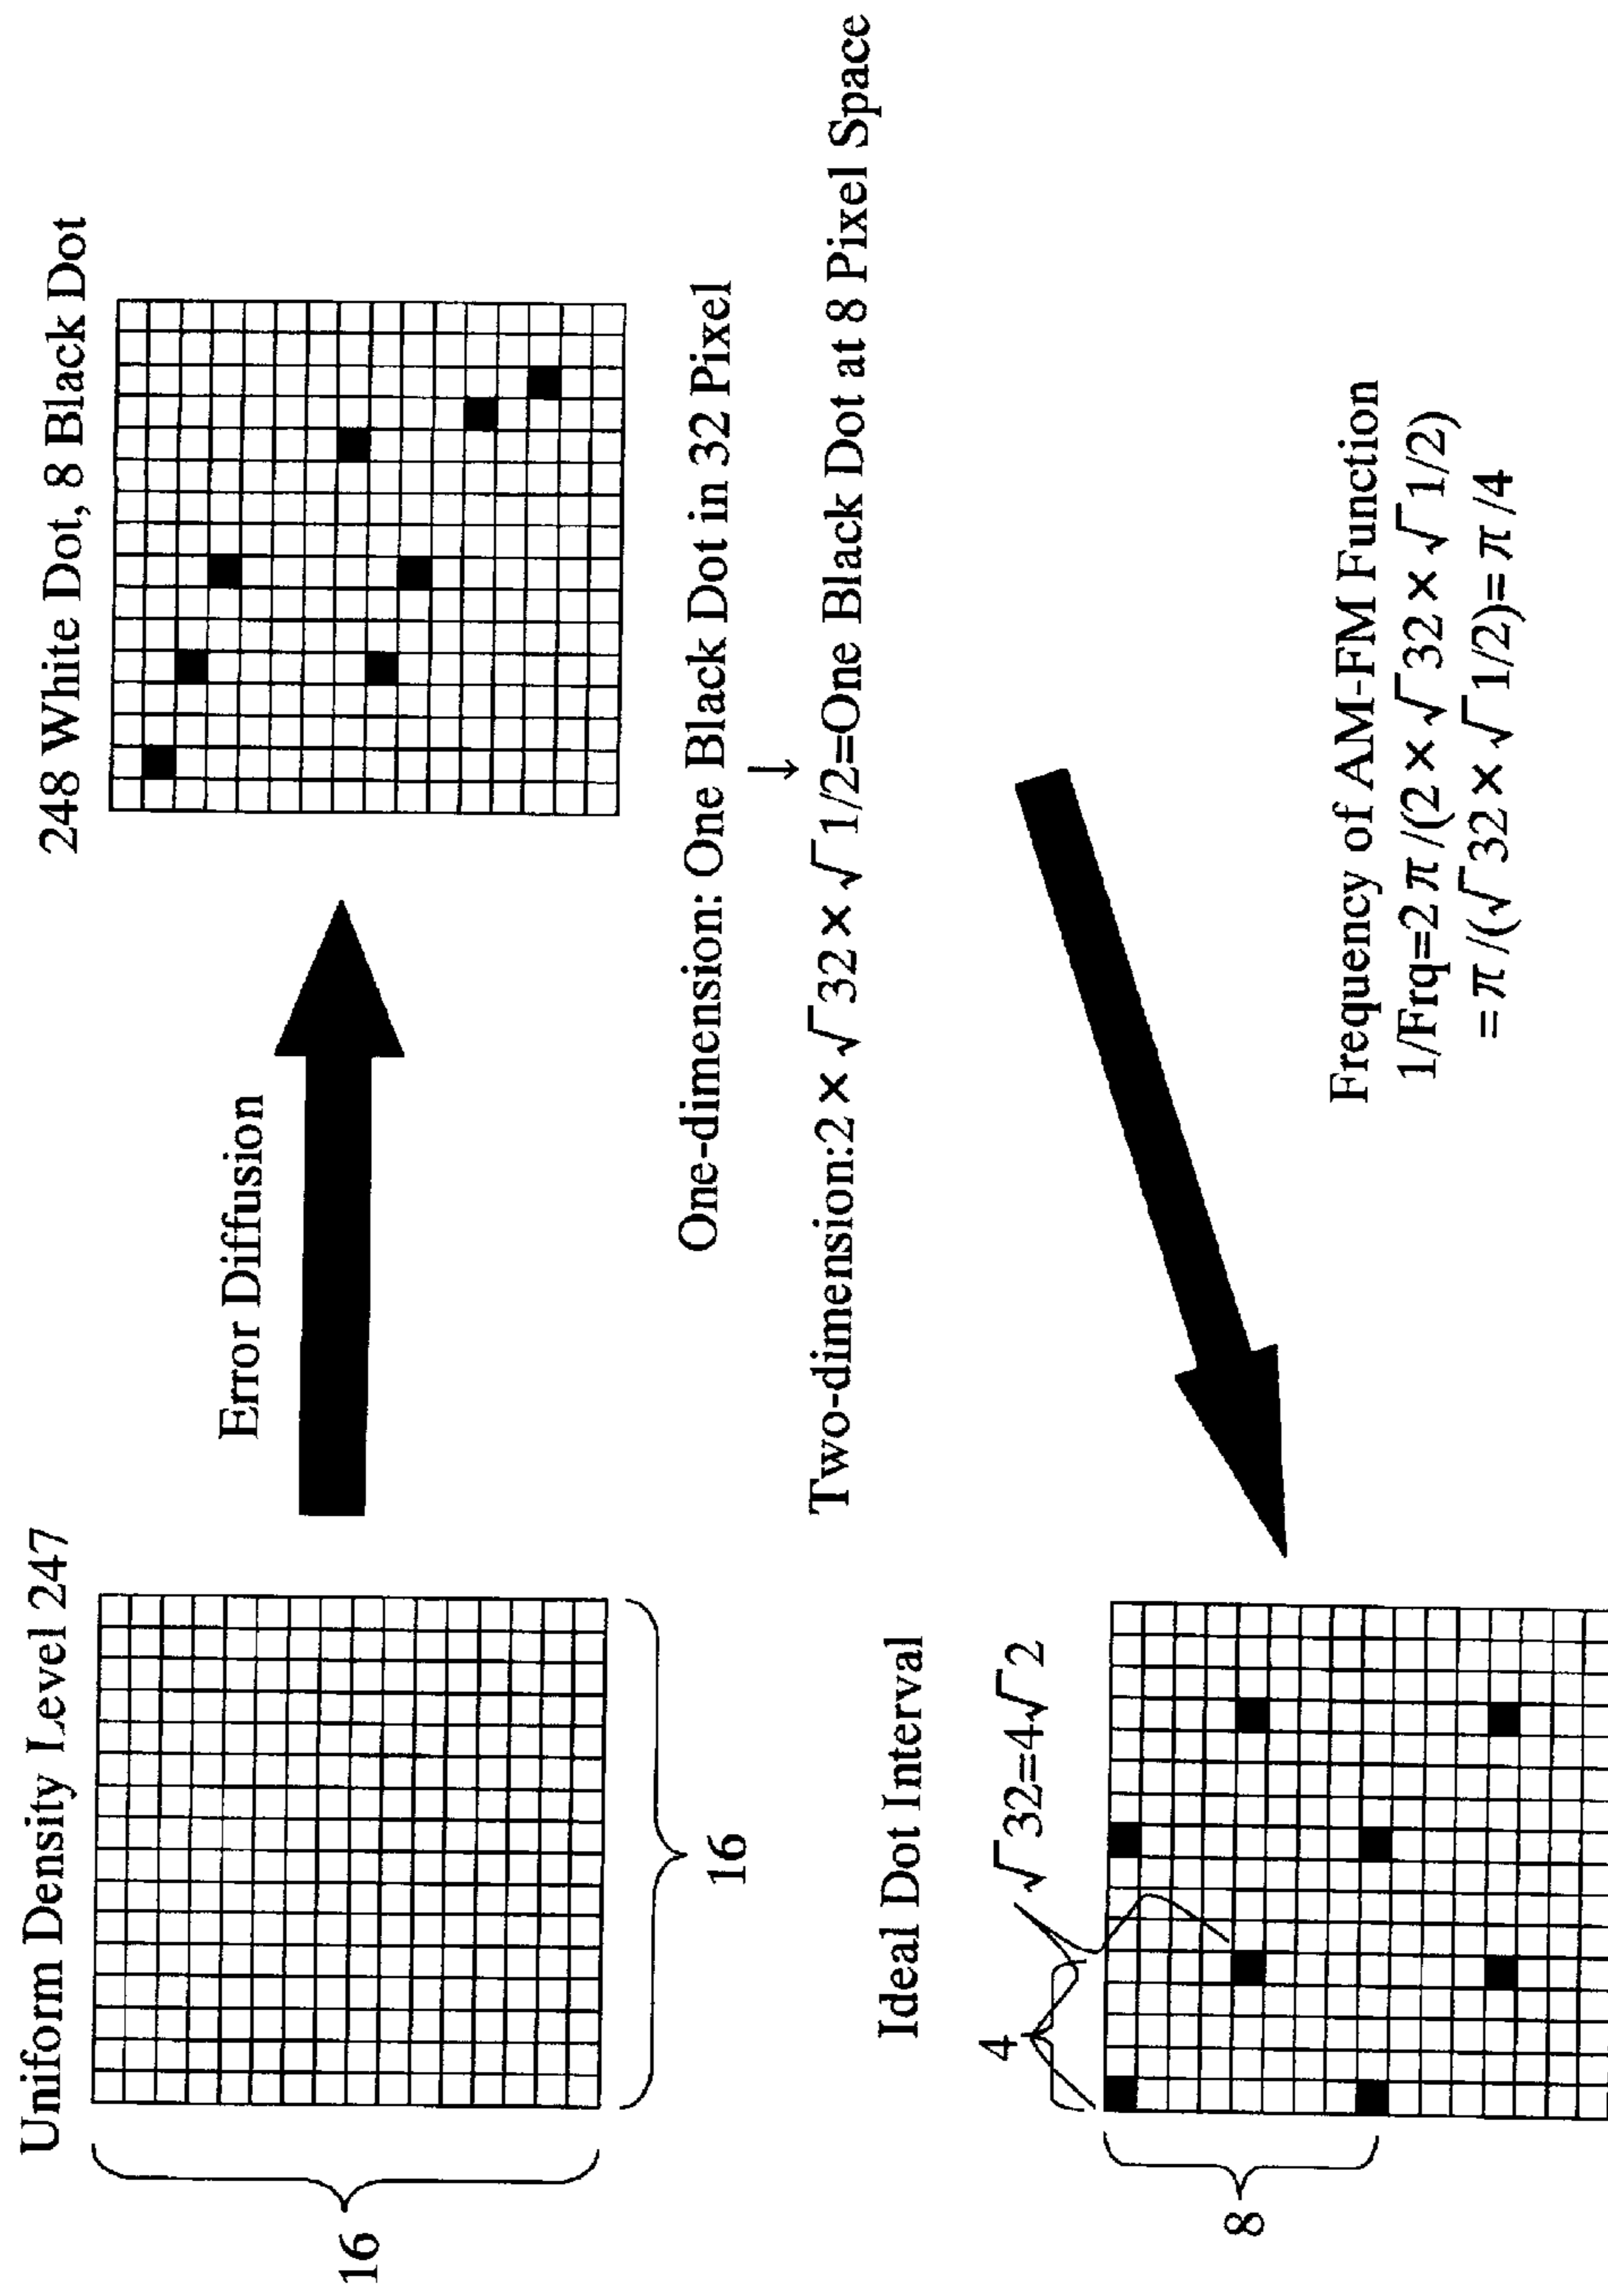 Uniform Density Level 247
16
16
Error Diffusion
248 White Dot, 8 Black Dot
One-dimension: One Black Dot in 32 Pixel
↓
Two-dimension:2×√32×√1/2=One Black Dot at 8 Pixel Space
Ideal Dot Interval
4
√32=4√2
8
Frequency of AM-FM Function
1/Frq=2π/(2×√32×√1/2)
=π/(√32×√1/2)=π/4